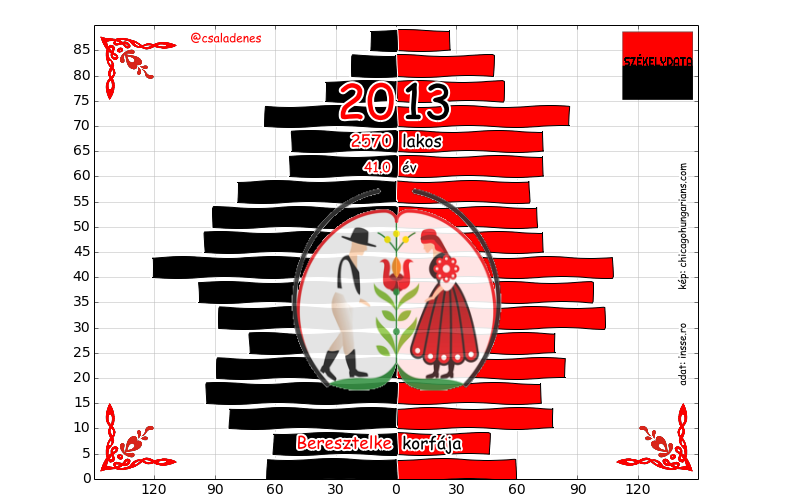 @csaladenes
SZÉKELYDATA
2013
2570 lakos
41,0 év
kép: chicagohungarians.com
adat: insse.ro
Beresztelke korfája
85
80
75
70
65
60
55
50
45
40
35
30
25
20
15
10
5
0
120 90 60 30 0 30 60 90 120